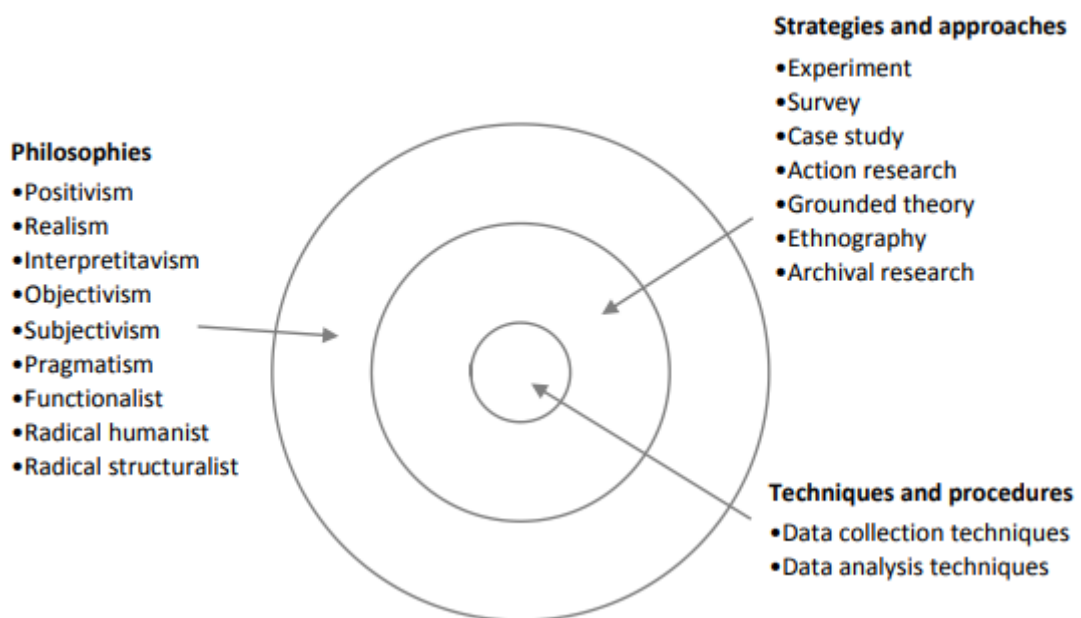 Strategies and approaches
•Experiment
•Survey
•Case study
•Action research
•Grounded theory
•Ethnography
•Archival research
Philosophies
•Positivism
•Realism
•Interpretitavism
•Objectivism
•Subjectivism
•Pragmatism
•Functionalist
•Radical humanist
•Radical structuralist
Techniques and procedures
•Data collection techniques
•Data analysis techniques